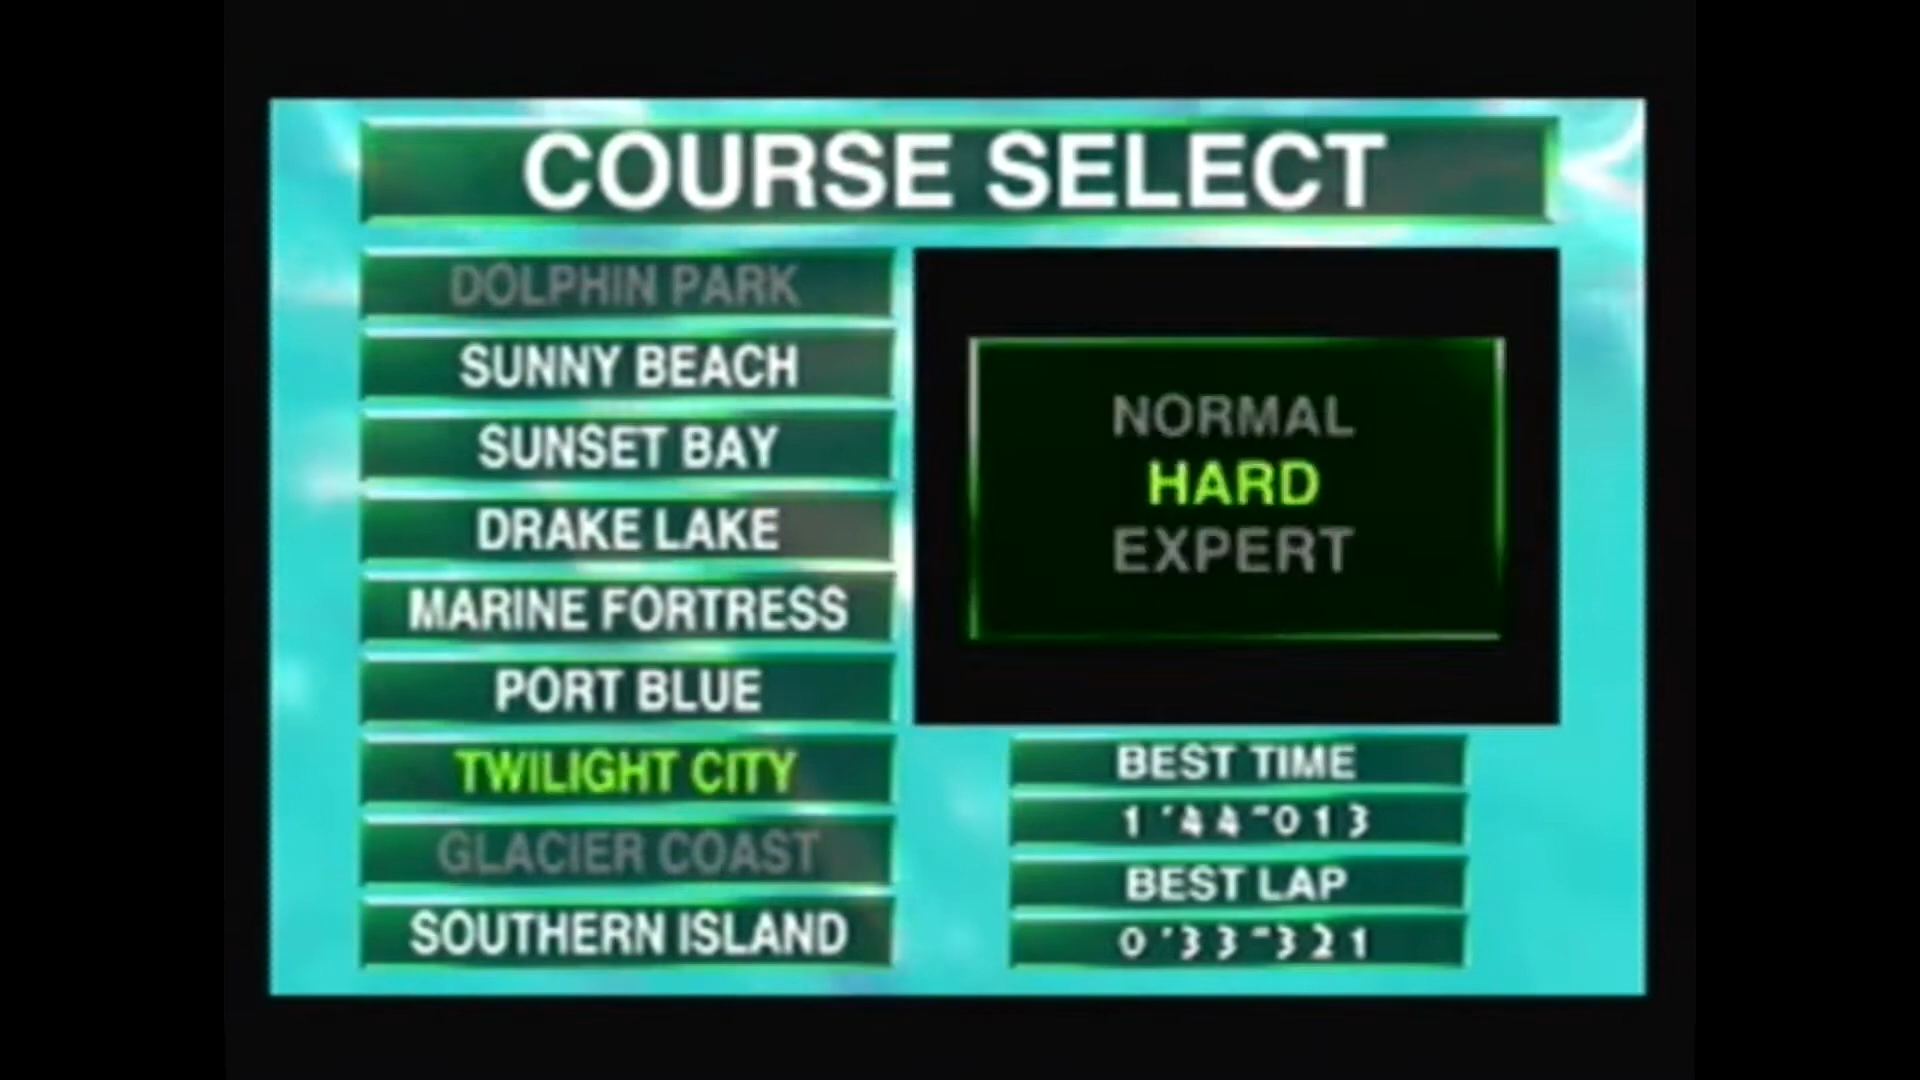 COURSE SELECT
DOLPHIN PARK
SUNNY BEACH
SUNSET BAY
DRAKE LAKE
MARINE FORTRESS
PORT BLUE
TWILIGHT CITY
GLACIER COAST
SOUTHERN ISLAND
NORMAL
HARD
EXPERT
BEST TIME
1'44"013
BEST LAP
0'33"321